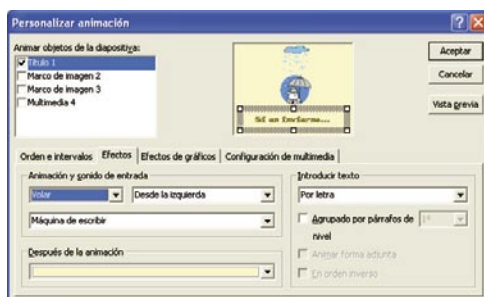 Personalizar animación
Animar objetos de la diapositiva:
Título 1
Marco de imagen 2
Marco de imagen 3
Multimedia 4
Si un Invierno...
Aceptar
Cancelar
Vista previa
Orden e intervalos Efectos Efectos de gráficos Configuración de multimedia
Animación y sonido de entrada
Volar Desde la izquierda
Máquina de escribir
Después de la animación
Introducir texto
Por letra
Agrupado por párrafos de 1º
nivel
Animar forma adjunta
En orden inverso